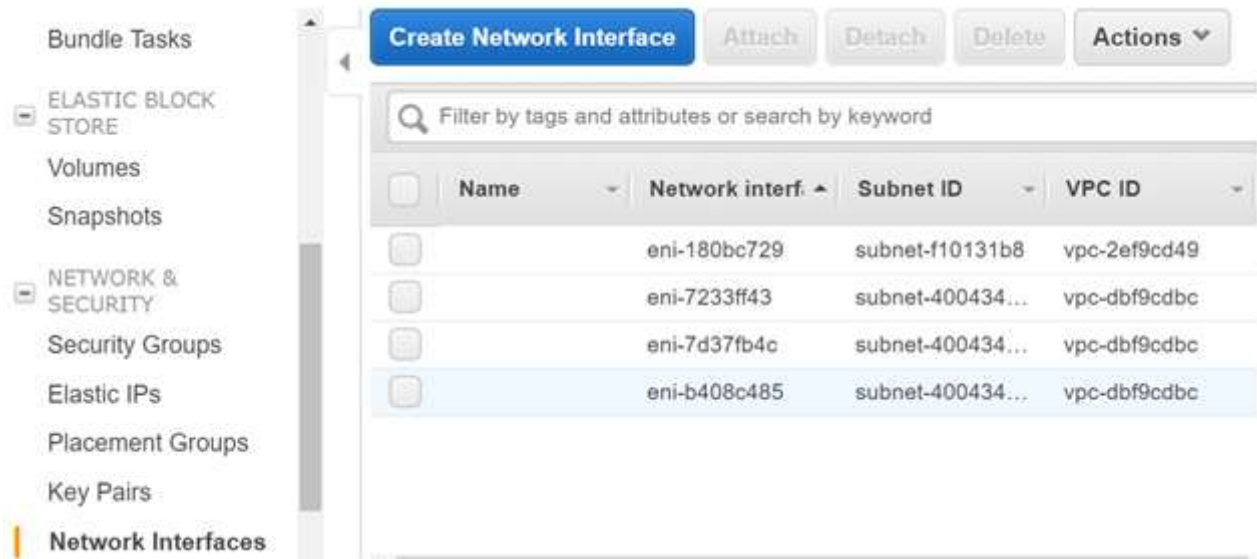 Bundle Tasks
ELASTIC BLOCK
STORE
Volumes
Snapshots
NETWORK &
SECURITY
Security Groups
Elastic IPs
Placement Groups
Key Pairs
Network Interfaces
Create Network Interface Attach Detach Delete Actions
Filter by tags and attributes or search by keyword
Name Network interf. Subnet ID VPC ID
eni-180bc729 subnet-f10131b8 vpc-2ef9cd49
eni-7233ff43 subnet-400434... vpc-dbf9cdbc
eni-7d37fb4c subnet-400434... vpc-dbf9cdbc
eni-b408c485 subnet-400434... vpc-dbf9cdbc